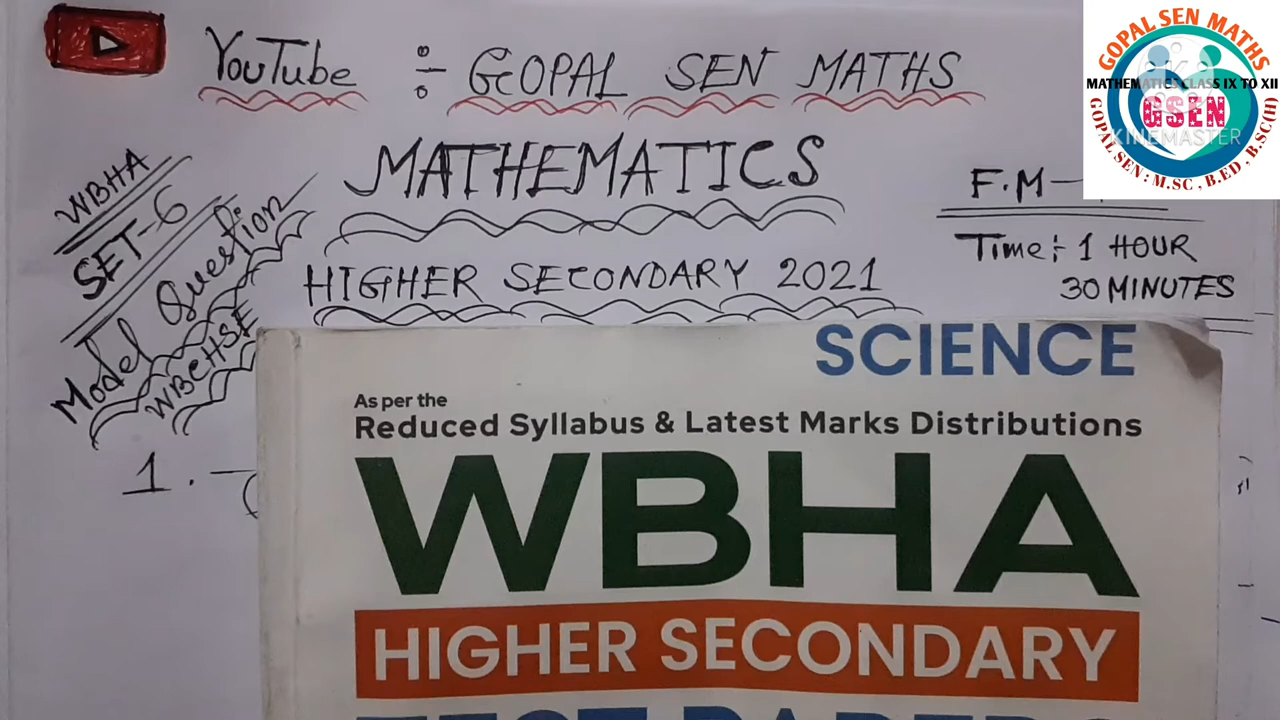 YouTube ÷ GOPAL SEN MATHS
MATHEMATICS
HIGHER SECONDARY 2021
F.M—
Time:- 1 HOUR
30 MINUTES
WBHA
SET-6
Model Question
WBCHSE
1.
SCIENCE
As per the
Reduced Syllabus & Latest Marks Distributions
WBHA
HIGHER SECONDARY
GOPAL SEN MATHS
MATHEMATICS CLASS IX TO XII
GSEN
KINEMASTER
GOPAL SEN : M.SC , B.ED , B.SC(H)